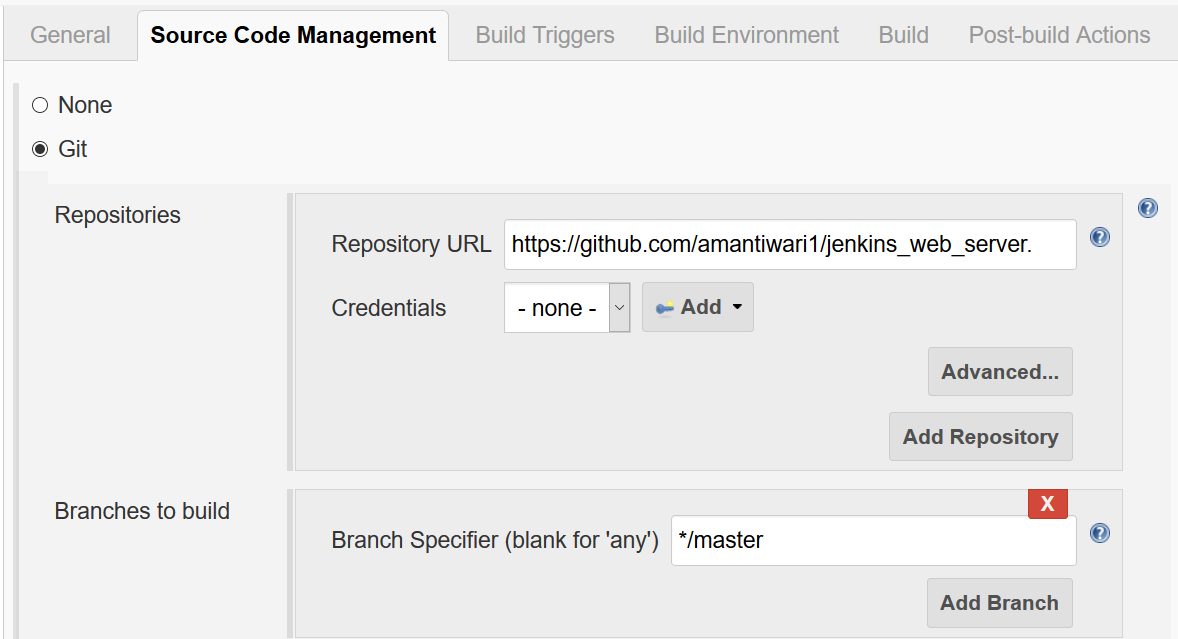 General Source Code Management Build Triggers Build Environment Build Post-build Actions
None
Git
Repositories
?
Repository URL https://github.com/amantiwari1/jenkins_web_server. ?
Credentials - none - Add
Advanced...
Add Repository
Branches to build
X
Branch Specifier (blank for 'any') */master ?
Add Branch